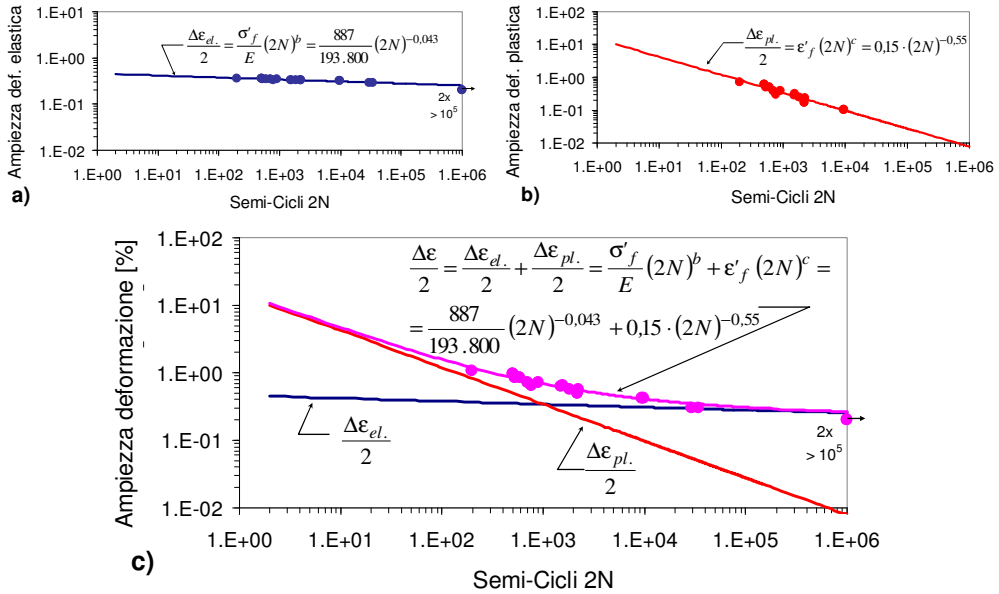 Ampiezza def. elastica
1.E+02
1.E+01
1.E+00
1.E-01
1.E-02
Δε_el./2 = σ'_f/E (2N)^b = 887/193.800 (2N)^-0,043
2x
> 10^5
1.E+00 1.E+01 1.E+02 1.E+03 1.E+04 1.E+05 1.E+06
a)
Semi-Cicli 2N
Ampiezza def. plastica
1.E+02
1.E+01
1.E+00
1.E-01
1.E-02
Δε_pl./2 = ε'_f (2N)^c = 0,15·(2N)^-0,55
1.E+00 1.E+01 1.E+02 1.E+03 1.E+04 1.E+05 1.E+06
b)
Semi-Cicli 2N
Ampiezza deformazione [%]
1.E+02
1.E+01
1.E+00
1.E-01
1.E-02
Δε/2 = Δε_el./2 + Δε_pl./2 = σ'_f/E (2N)^b + ε'_f (2N)^c =
= 887/193.800 (2N)^-0,043 + 0,15·(2N)^-0,55
Δε_el./2
Δε_pl./2
2x
> 10^5
1.E+00 1.E+01 1.E+02 1.E+03 1.E+04 1.E+05 1.E+06
c)
Semi-Cicli 2N